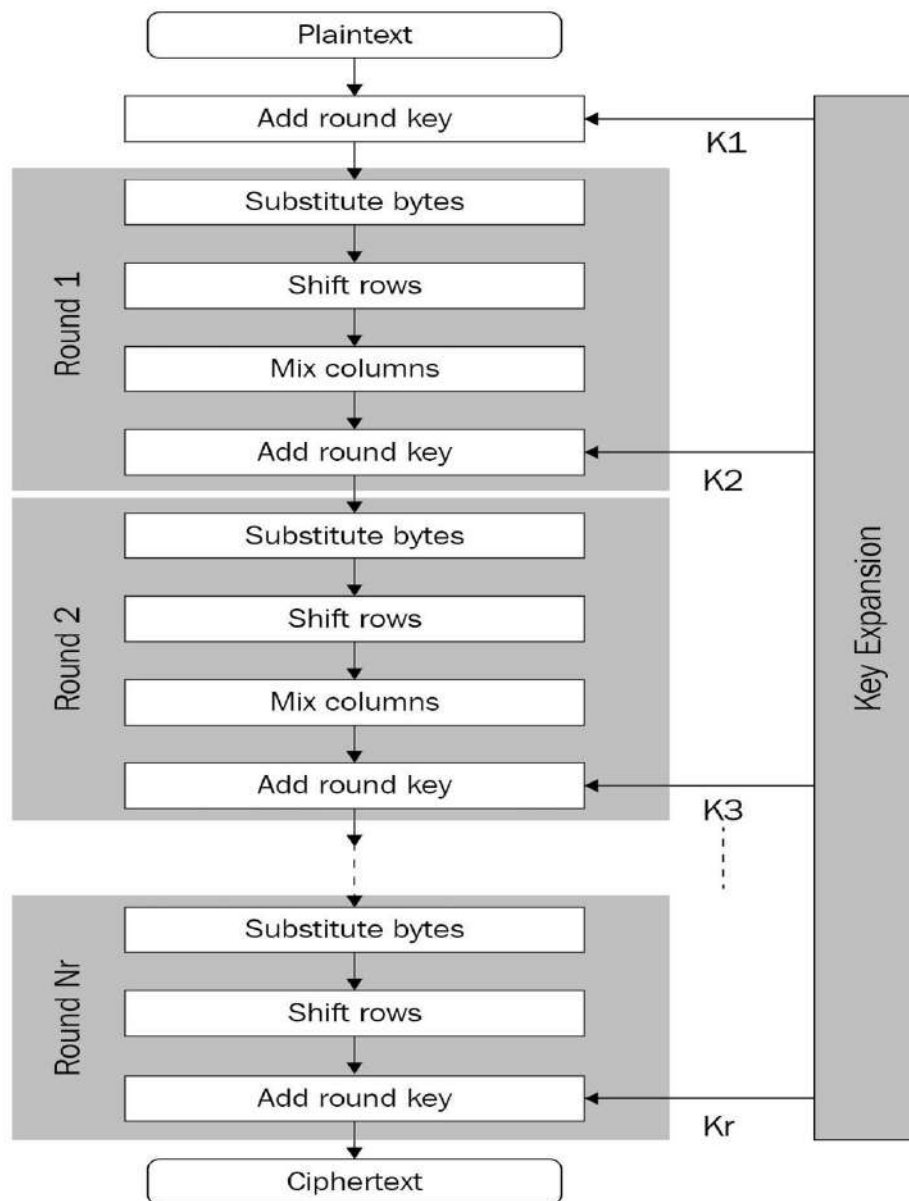 Plaintext
Add round key
K1
Substitute bytes
Shift rows
Round 1
Mix columns
Add round key
K2
Substitute bytes
Shift rows
Round 2
Mix columns
Add round key
K3
Key Expansion
Substitute bytes
Shift rows
Round Nr
Add round key
Kr
Ciphertext